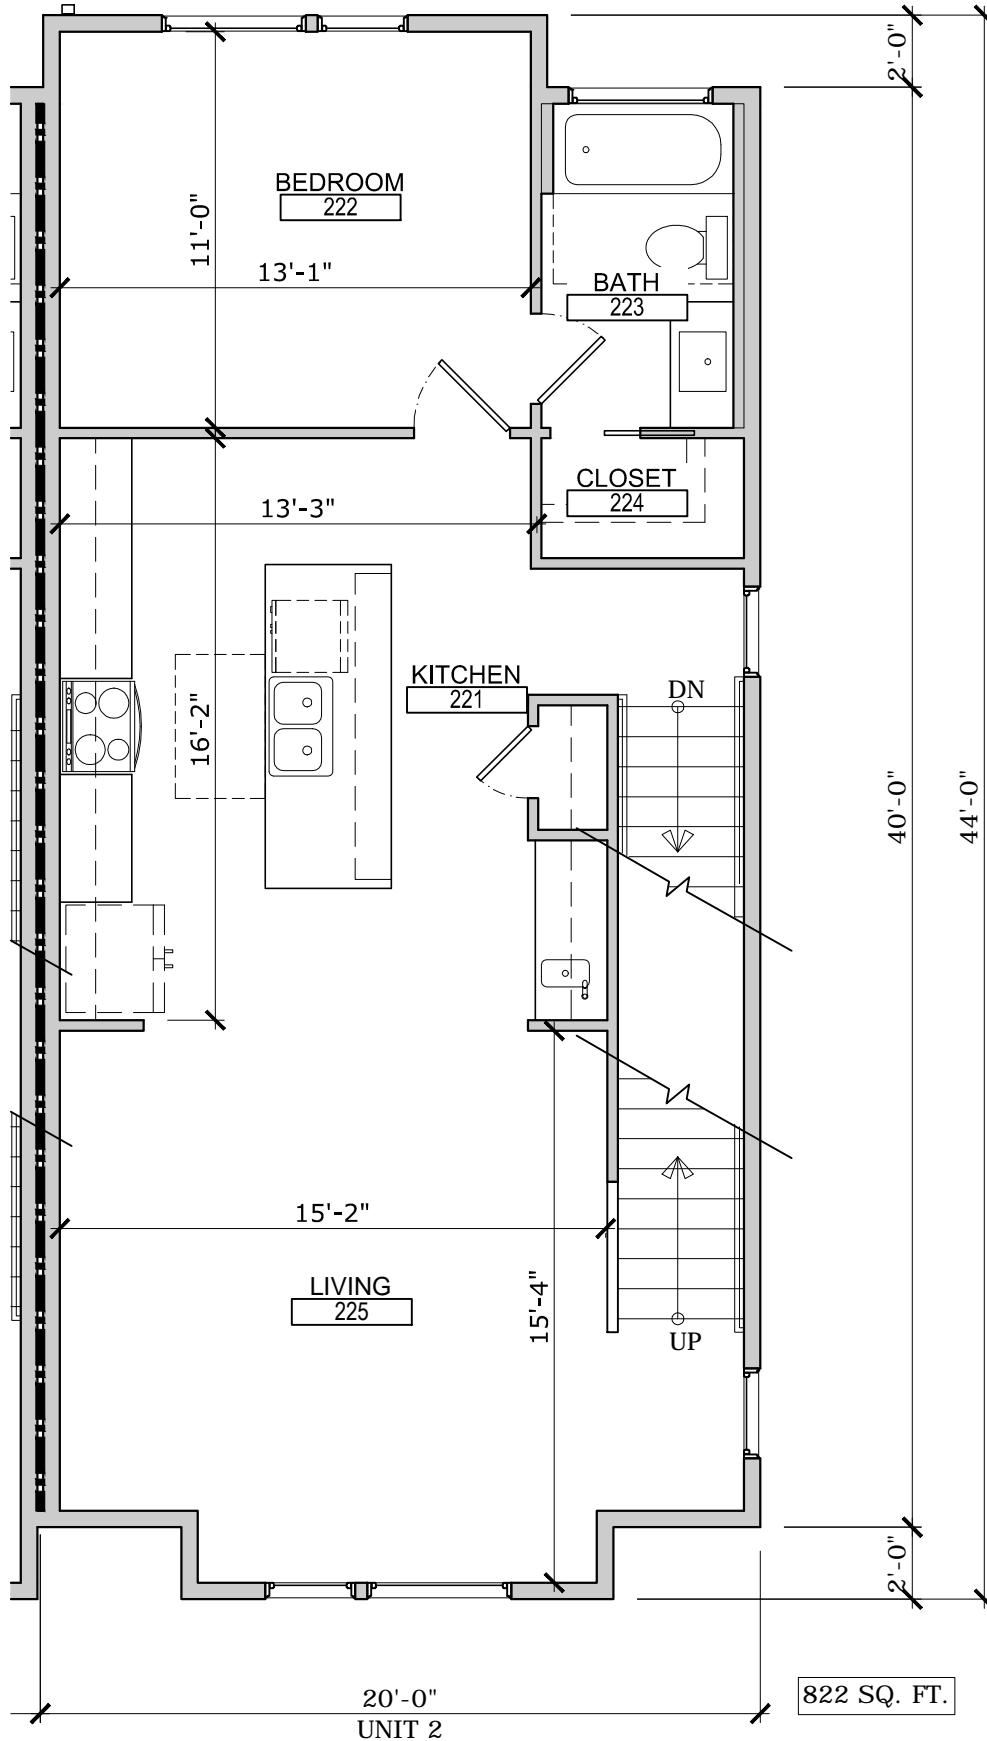 2'-0"
BEDROOM
222
11'-0"
13'-1"
BATH
223
CLOSET
224
13'-3"
KITCHEN
221
DN
16'-2"
40'-0"
44'-0"
15'-2"
LIVING
225
15'-4"
UP
2'-0"
20'-0"
UNIT 2
822 SQ. FT.